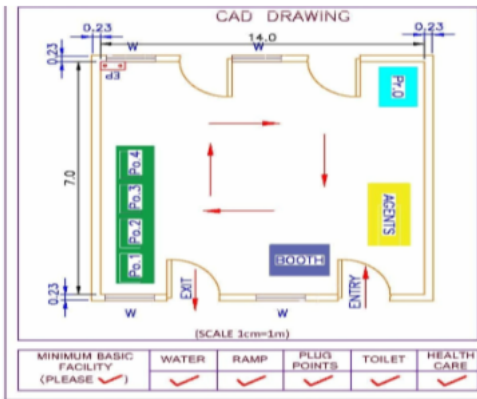 CAD DRAWING
0.23
14.0
0.23
W
W
0.23
d3
Py.O
7.0
Po.4
Po.3
Po.2
Po.1
AGENTS
BOOTH
EXIT
ENTRY
0.23
W
W
(SCALE 1cm=1m)
MINIMUM BASIC FACILITY (PLEASE ✓)
WATER
RAMP
PLUG POINTS
TOILET
HEALTH CARE
✓ ✓ ✓ ✓ ✓